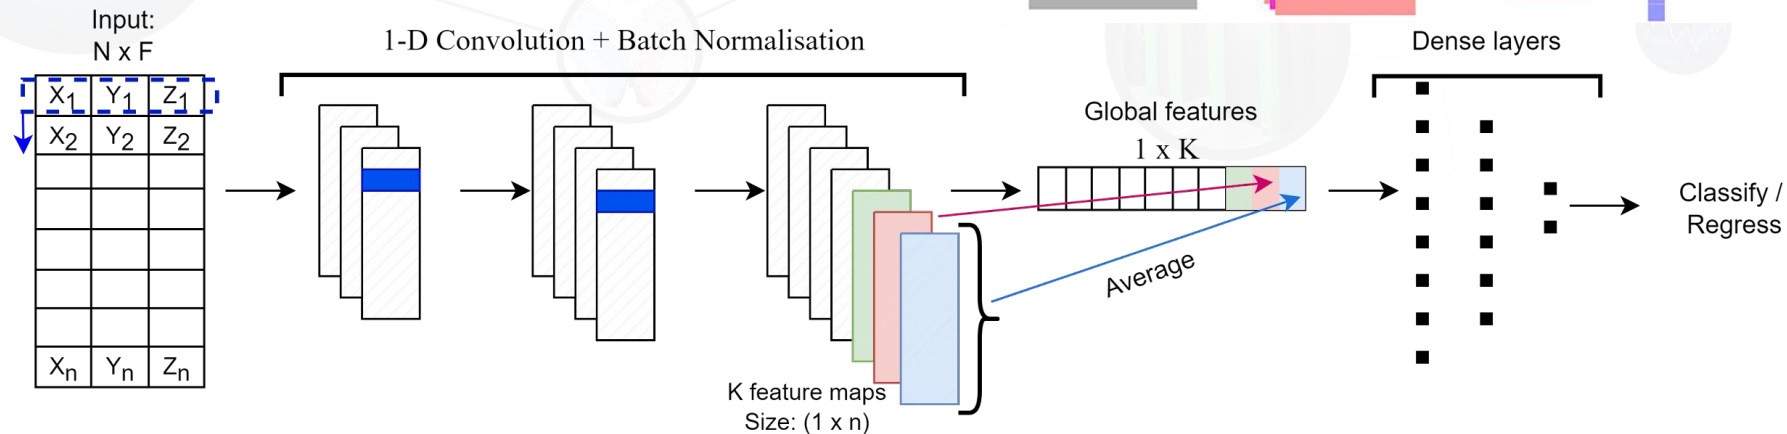 Input:
N x F
X1 Y1 Z1
X2 Y2 Z2
Xn Yn Zn
1-D Convolution + Batch Normalisation
K feature maps
Size: (1 x n)
Global features
1 x K
Average
Dense layers
Classify /
Regress